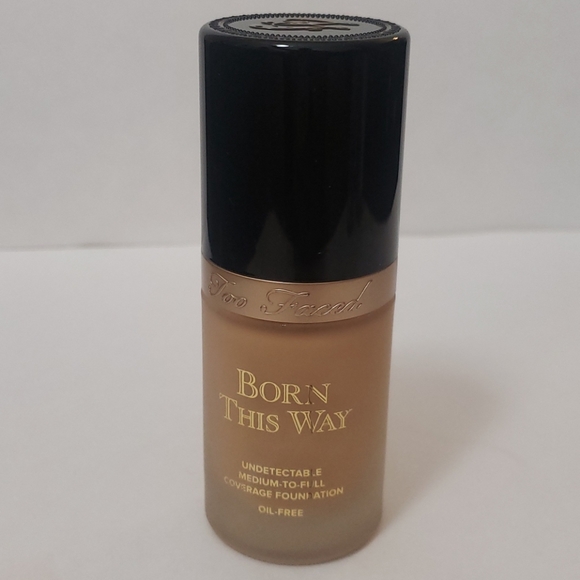 Too Faced
BORN
THIS WAY
UNDETECTABLE
MEDIUM-TO-FULL
COVERAGE FOUNDATION
OIL-FREE